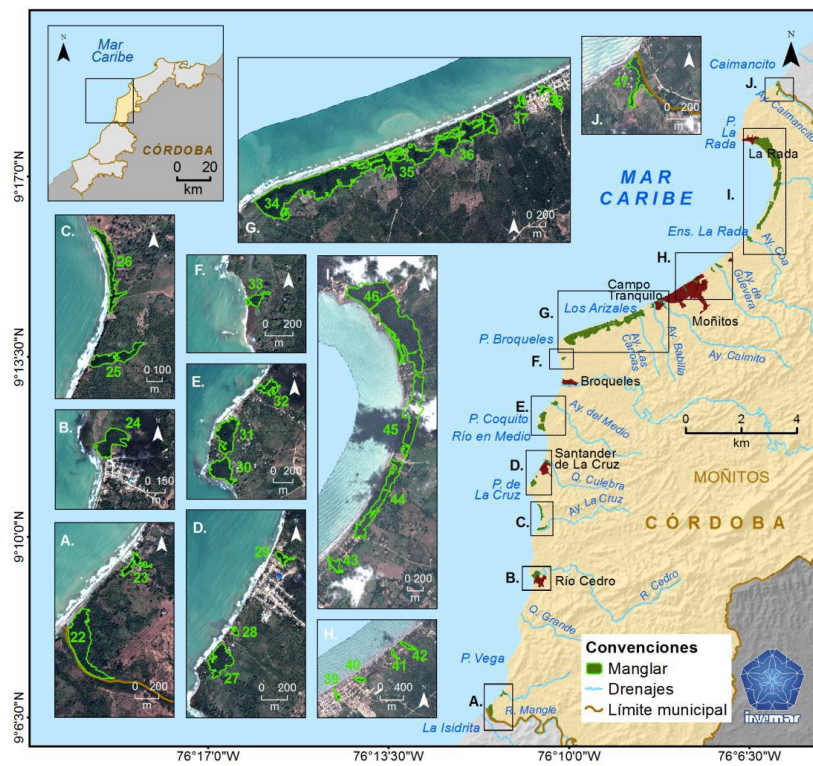 N
Mar
Caribe
CÓRDOBA
0 20
km
N
37
38
36
35
34
G.
0 200
m
47
J.
0 200
m
N
Caimancito
J.
Ay. Caimancito
P.
La
Rada
La Rada
MAR
CARIBE
I.
Ens. La Rada
Ay. Coa
H.
Campo
Tranquilo
Ay. de
Guevara
G.
Los Arizales
Moñitos
P. Broqueles
Ay. Las
Canoas
Ay. Babilla
Ay. Caimito
F.
Broqueles
E.
Ay. del Medio
P. Coquito
Río en Medio
0 2 4
km
Santander
de La Cruz
D.
Q. Culebra
P. de
La Cruz
Ay. La Cruz
MOÑITOS
CÓRDOBA
C.
B.
Río Cedro
R. Cedro
Q. Grande
P. Vega
A.
R. Mangle
La Isidrita
C.
26
25
0 100
m
F.
33
0 200
m
I.
46
45
44
43
0 200
m
B.
24
0 150
m
E.
32
31
30
0 200
m
A.
23
22
0 200
m
D.
29
28
27
0 200
m
H.
39
40
41
42
0 400
m
Convenciones
Manglar
Drenajes
Límite municipal
invemar
9°17'0"N
9°13'30"N
9°10'0"N
9°6'30"N
76°17'0"W
76°13'30"W
76°10'0"W
76°6'30"W